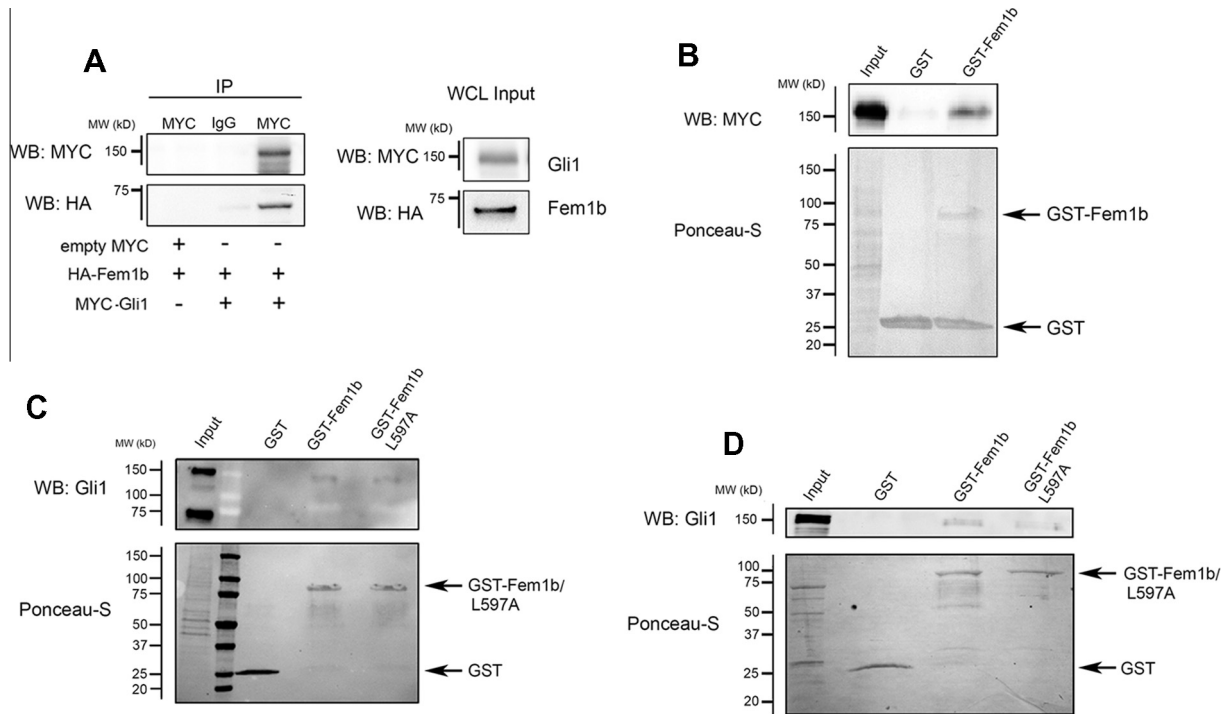 A
IP
MW (kD)
MYC IgG MYC
WB: MYC
150
75
WB: HA
empty MYC + - -
HA-Fem1b + + +
MYC-Gli1 - + +
WCL Input
MW (kD)
WB: MYC 150
Gli1
75
WB: HA
Fem1b
B
Input
GST
GST-Fem1b
MW (kD)
WB: MYC
150
150
100
75
50
37
25
20
Ponceau-S
GST-Fem1b
GST
C
Input
GST
GST-Fem1b
GST-Fem1b
L597A
MW (kD)
150
WB: Gli1
100
75
150
100
75
50
37
25
20
Ponceau-S
GST-Fem1b/
L597A
GST
D
Input
GST
GST-Fem1b
GST-Fem1b
L597A
MW (kD)
WB: Gli1
150
100
75
50
37
25
20
Ponceau-S
GST-Fem1b/
L597A
GST